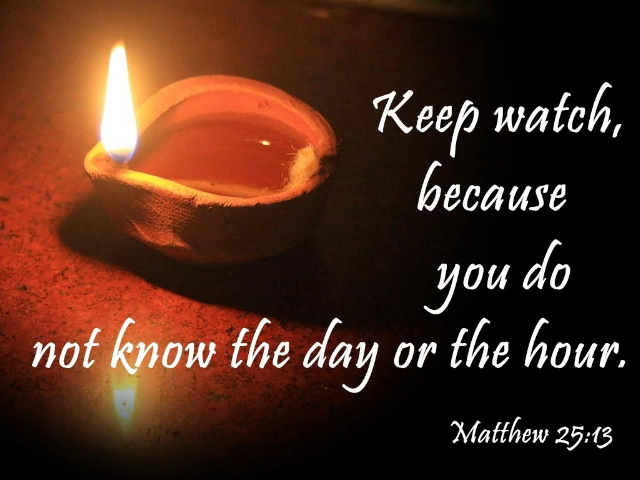 Keep watch,
because
you do
not know the day or the hour.
Matthew 25:13